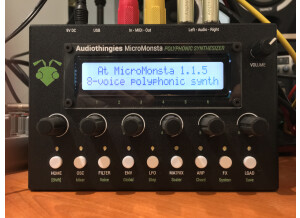 9V DC USB In - MIDI - Out Left - Audio - Right
Audiothingies MicroMonsta POLYPHONIC SYNTHESIZER
VOLUME
At MicroMonsta 1.1.5
8-voice polyphonic synth
MONO OSC FILTER ENV LFO MATRIX ARP FX LOAD